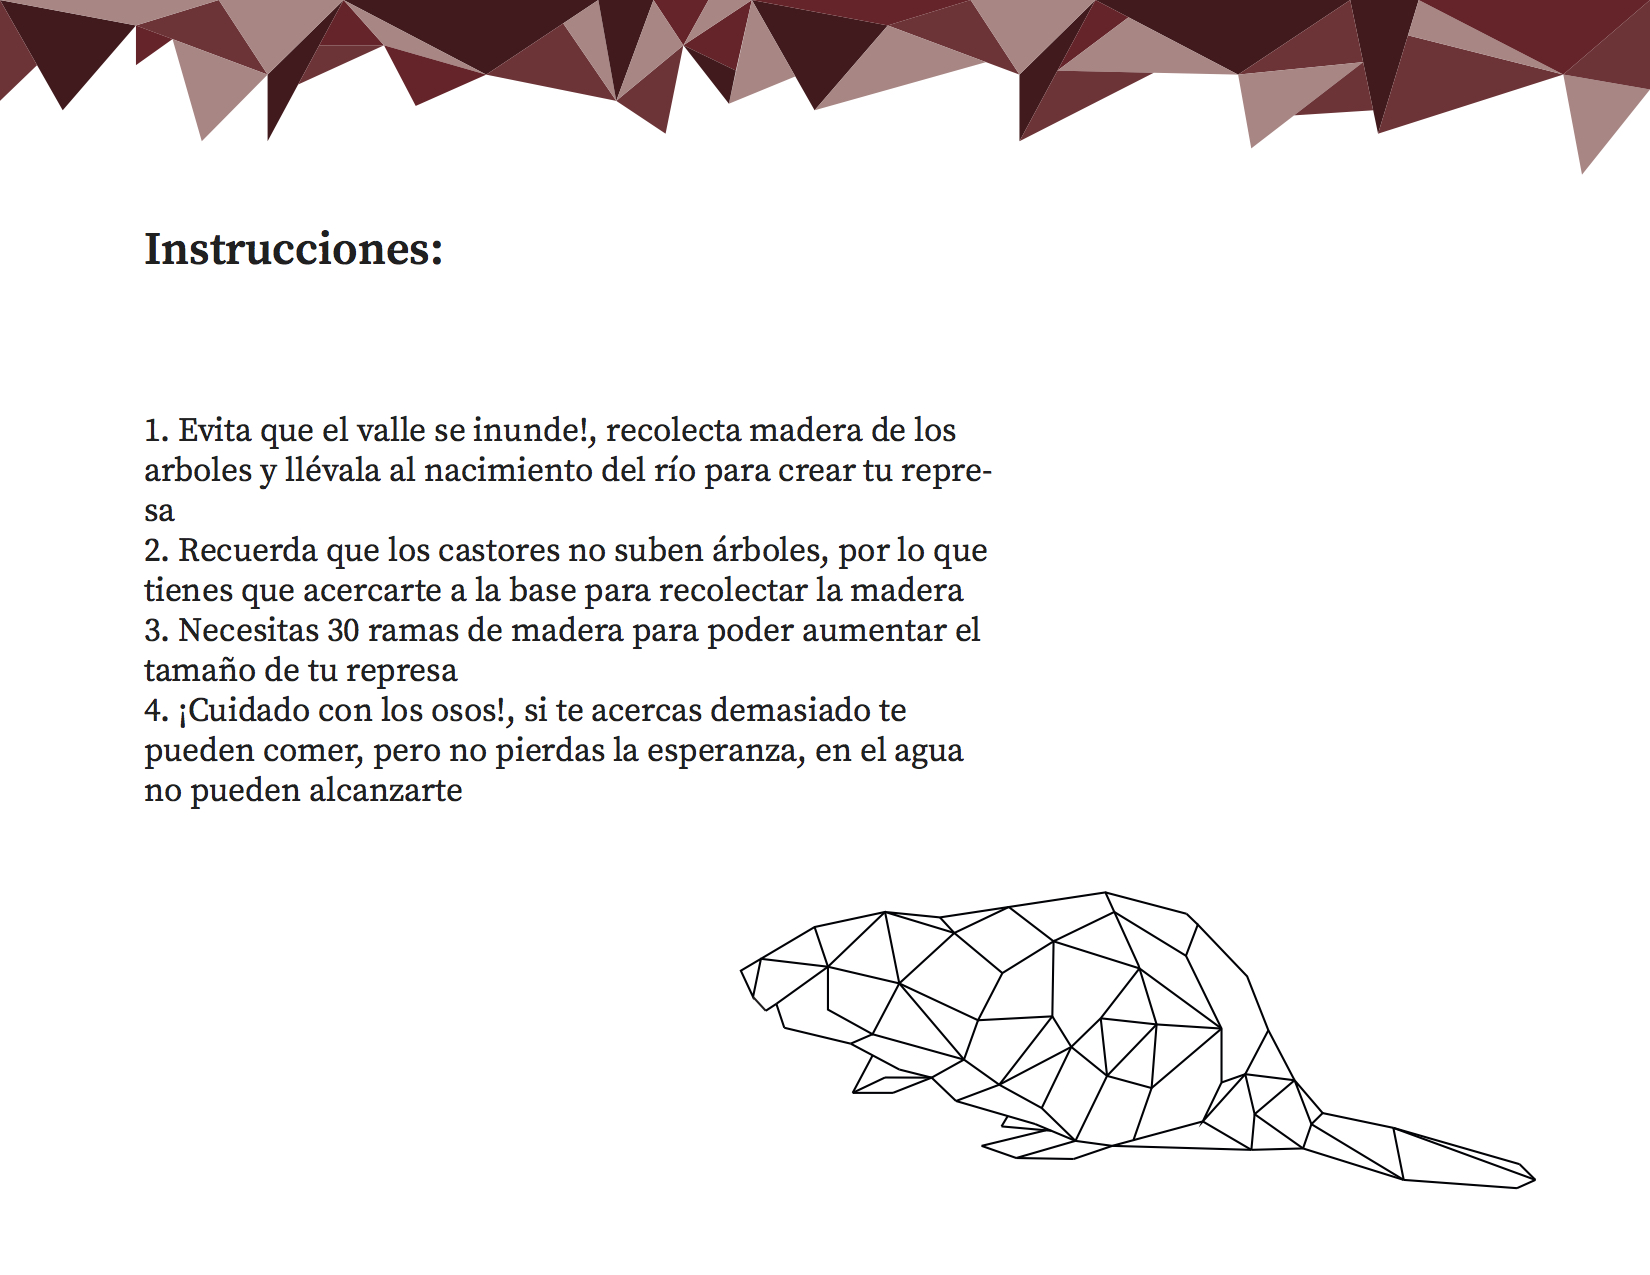 Instrucciones:
1. Evita que el valle se inunde!, recolecta madera de los
arboles y llévala al nacimiento del río para crear tu repre-
sa
2. Recuerda que los castores no suben árboles, por lo que
tienes que acercarte a la base para recolectar la madera
3. Necesitas 30 ramas de madera para poder aumentar el
tamaño de tu represa
4. ¡Cuidado con los osos!, si te acercas demasiado te
pueden comer, pero no pierdas la esperanza, en el agua
no pueden alcanzarte